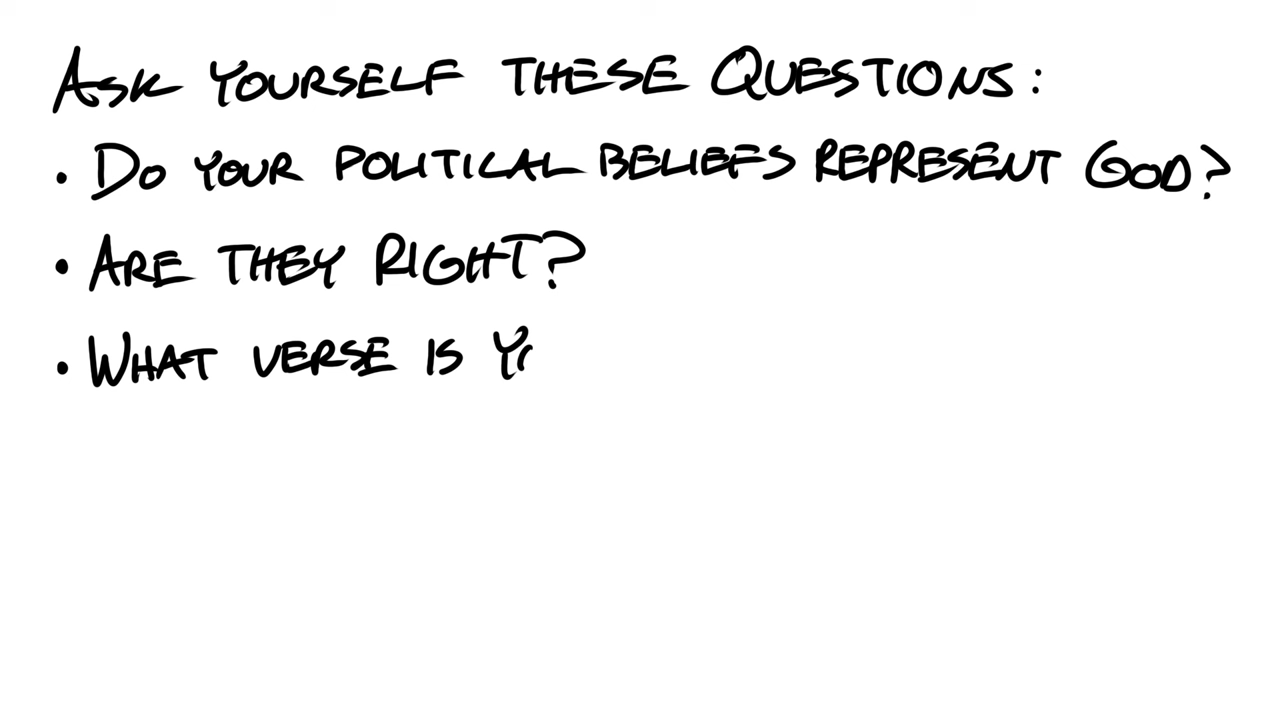 Ask yourself these questions:
• Do your political beliefs represent God?
• Are they right?
• What verse is